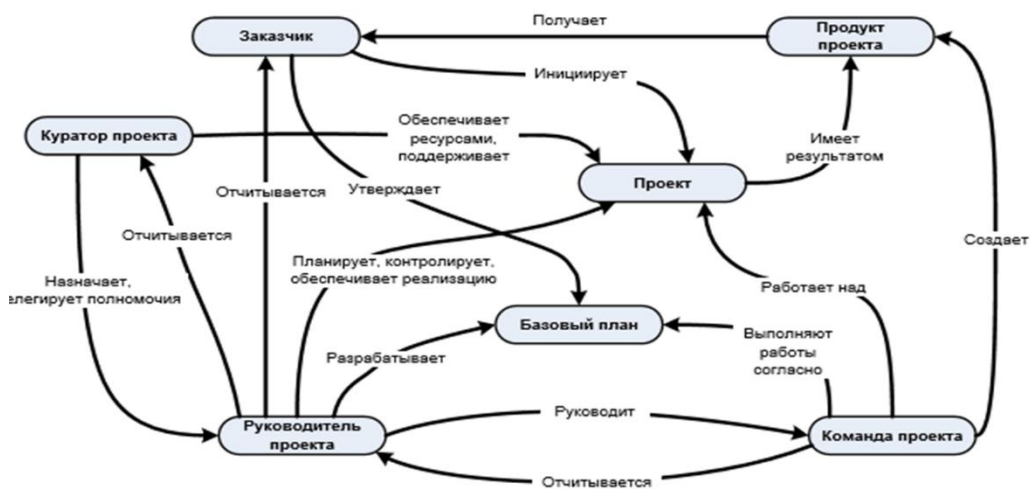 Получает
Заказчик
Продукт
проекта
Инициирует
Куратор проекта
Обеспечивает
ресурсами,
поддерживает
Имеет
результатом
Проект
Отчитывается
Утверждает
Отчитывается
Создает
Планирует, контролирует,
обеспечивает реализацию
Назначает,
елегирует полномочия
Работает над
Базовый план
Выполняют
работы
согласно
Разрабатывает
Руководит
Руководитель
проекта
Команда проекта
Отчитывается